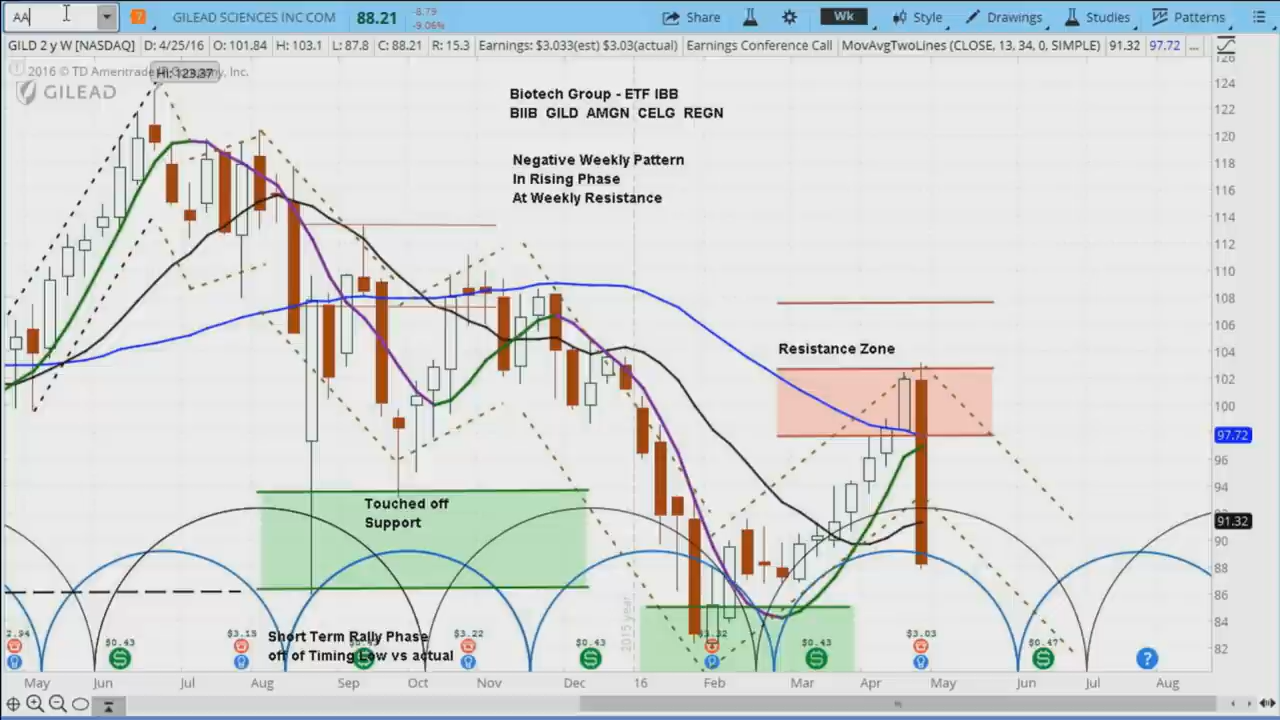 AA
GILEAD SCIENCES INC COM 88.21 -8.79 -9.06%
Share Wk Style Drawings Studies Patterns
GILD 2 y W [NASDAQ] D: 4/25/16 O: 101.84 H: 103.1 L: 87.8 C: 88.21 R: 15.3 Earnings: $3.033(est) $3.03(actual) Earnings Conference Call MovAvgTwoLines (CLOSE, 13, 34, 0, SIMPLE) 91.32 97.72 ...
2016 © TD Ameritrade Inc.
Hi: 123.37
GILEAD
Biotech Group - ETF IBB
BIIB GILD AMGN CELG REGN
Negative Weekly Pattern
In Rising Phase
At Weekly Resistance
Resistance Zone
Touched off
Support
Short Term Rally Phase
off of Timing Low vs actual
2015 year
2.94 $0.43 $3.15 $3.22 $0.43 $0.43 $3.03 $0.47
126
124
122
120
118
116
114
112
110
108
106
104
102
100
97.72
96
94
91.32
90
88
86
84
82
May Jun Jul Aug Sep Oct Nov Dec 16 Feb Mar Apr May Jun Jul Aug